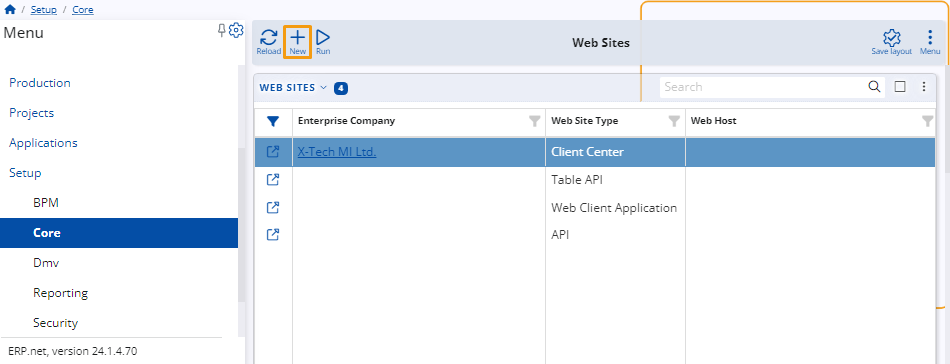 / Setup / Core
Menu
Production
Projects
Applications
Setup
BPM
Core
Dmv
Reporting
Security
ERP.net, version 24.1.4.70
Reload New Run
Web Sites
Save layout Menu
WEB SITES 4
Search
Enterprise Company Web Site Type Web Host
X-Tech MI Ltd. Client Center
Table API
Web Client Application
API